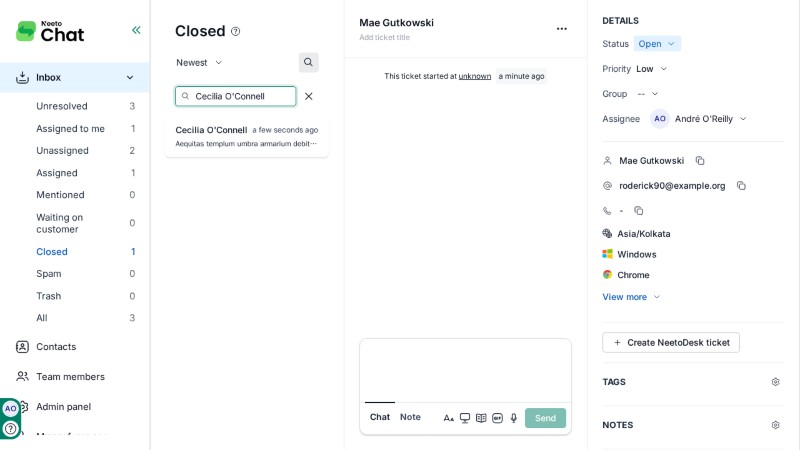 Neeto
Chat
Inbox
Unresolved 3
Assigned to me 1
Unassigned 2
Assigned 1
Mentioned 0
Waiting on
customer 0
Closed 1
Spam 0
Trash 0
All 3
Contacts
Team members
Admin panel
AO
Closed
Newest
Cecilia O'Connell
Cecilia O'Connell a few seconds ago
Aequitas templum umbra armarium debit···
Mae Gutkowski
Add ticket title
This ticket started at unknown a minute ago
Chat Note
GIF
Send
DETAILS
Status Open
Priority Low
Group --
Assignee AO André O'Reilly
Mae Gutkowski
roderick90@example.org
-
Asia/Kolkata
Windows
Chrome
View more
+ Create NeetoDesk ticket
TAGS
NOTES